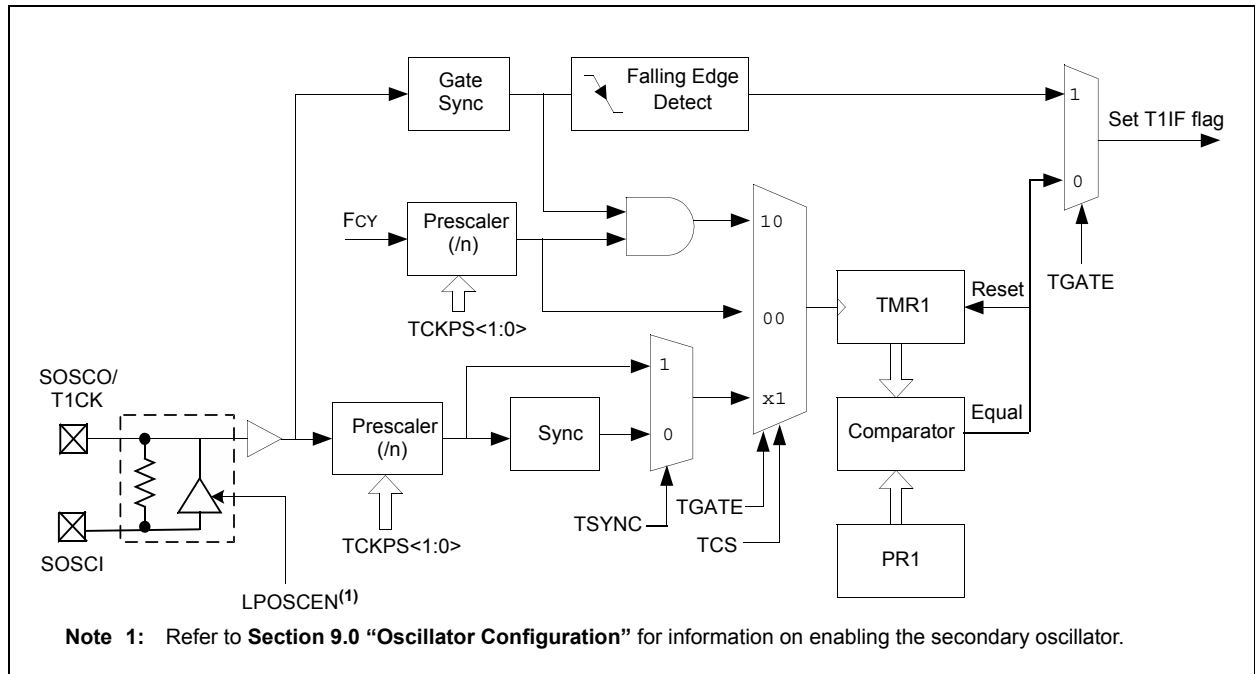 Gate
Sync
Falling Edge
Detect
1
Set T1IF flag
0
TGATE
FCY
Prescaler
(/n)
TCKPS<1:0>
10
00
x1
TMR1
Reset
SOSCO/
T1CK
SOSCI
Prescaler
(/n)
TCKPS<1:0>
Sync
1
0
TSYNC
TGATE
TCS
Comparator
Equal
PR1
LPOSCEN(1)
Note 1: Refer to Section 9.0 “Oscillator Configuration” for information on enabling the secondary oscillator.